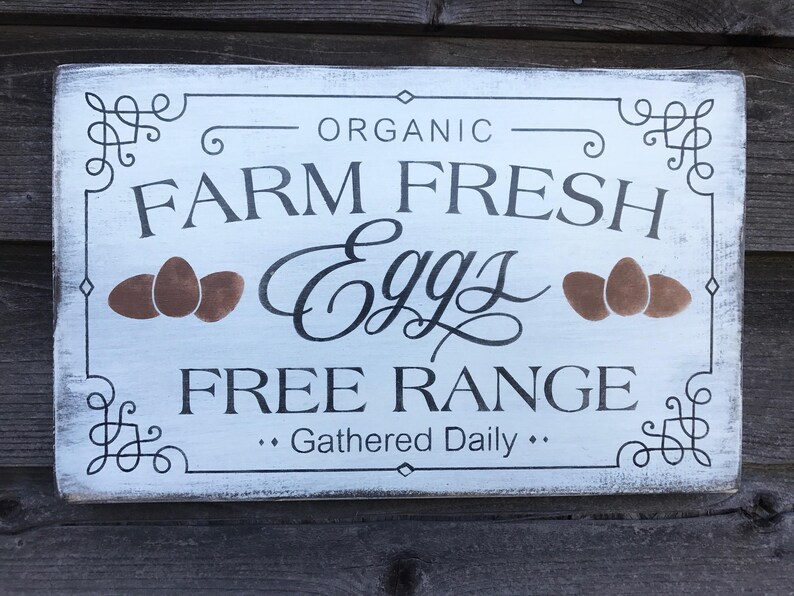 ORGANIC
FARM FRESH
Eggs
FREE RANGE
Gathered Daily